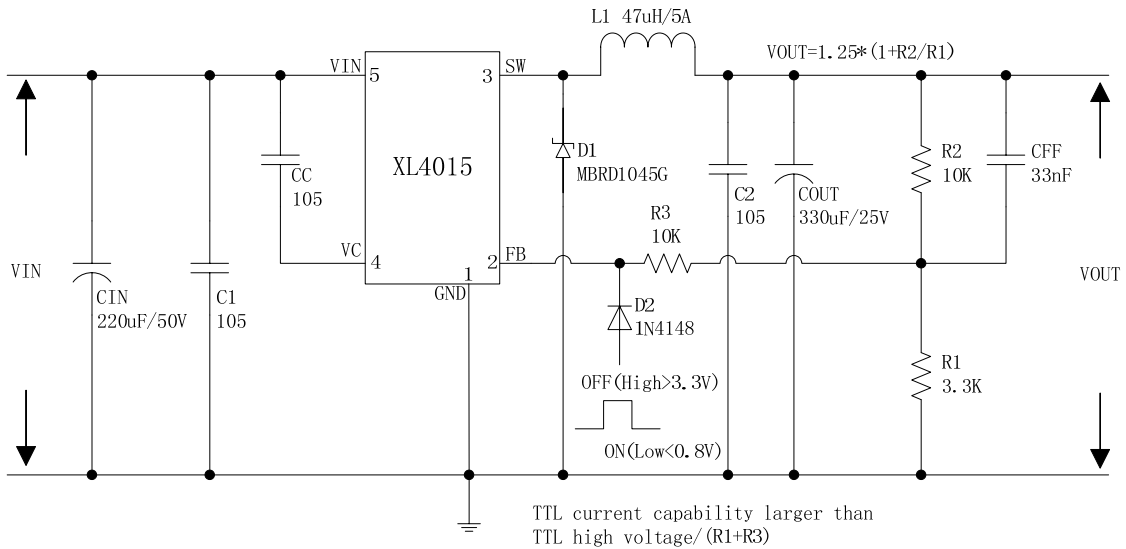 L1 47uH/5A
VOUT=1.25*(1+R2/R1)
VIN
5
3
SW
XL4015
CC
105
D1
MBRD1045G
C2
105
COUT
330uF/25V
R2
10K
CFF
33nF
R3
10K
VC
4
2
FB
1
GND
VIN
VOUT
CIN
220uF/50V
C1
105
D2
1N4148
OFF(High>3.3V)
ON(Low<0.8V)
R1
3.3K
TTL current capability larger than
TTL high voltage/(R1+R3)